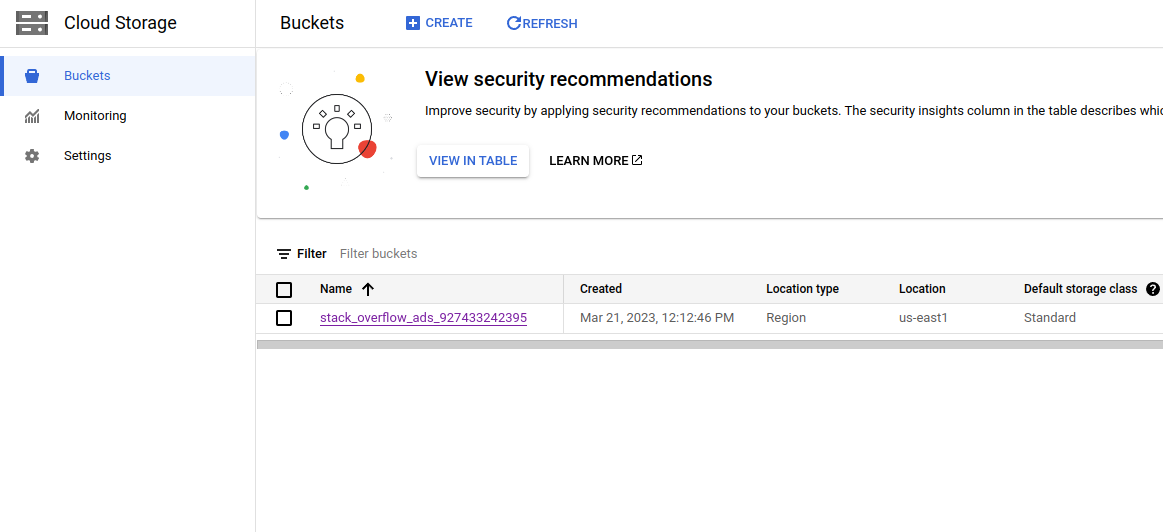 Cloud Storage
Buckets
CREATE
REFRESH
Buckets
Monitoring
Settings
View security recommendations
Improve security by applying security recommendations to your buckets. The security insights column in the table describes
VIEW IN TABLE
LEARN MORE
Filter
Filter buckets
Name
Created
Location type
Location
Default storage class
stack_overflow_ads_927433242395
Mar 21, 2023, 12:12:46 PM
Region
us-east1
Standard